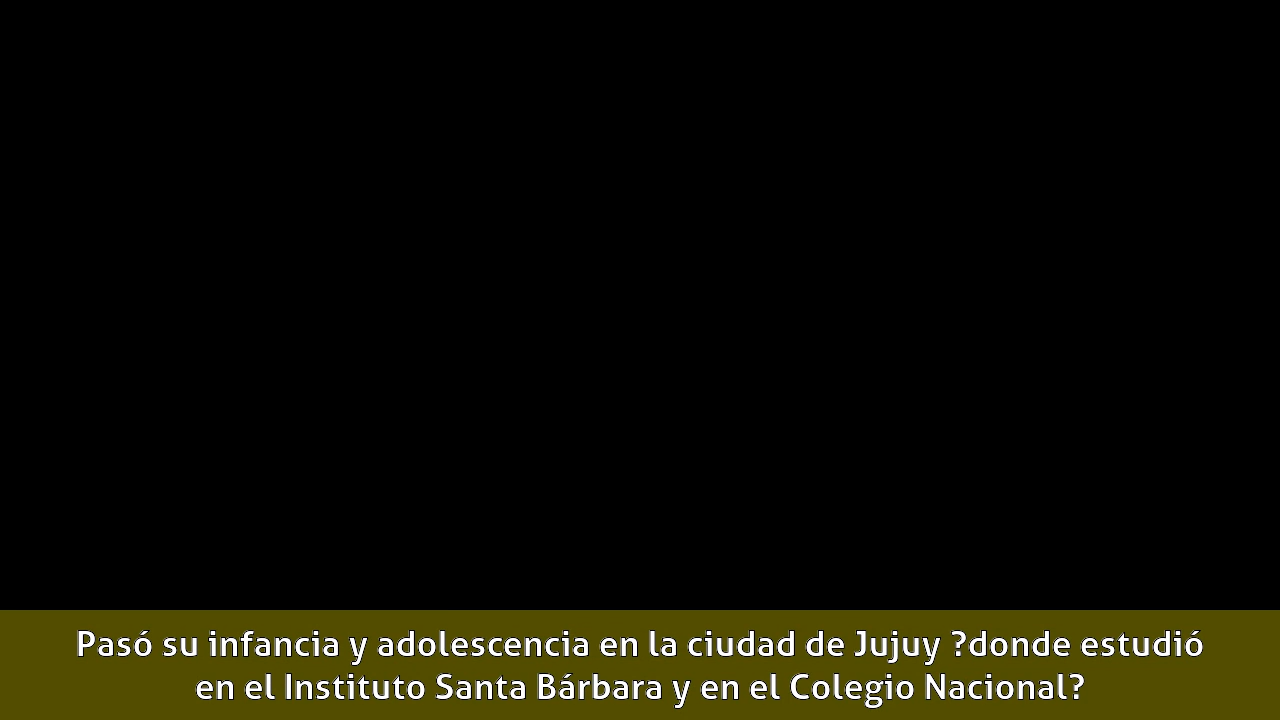 Pasó su infancia y adolescencia en la ciudad de Jujuy ?donde estudió
en el Instituto Santa Bárbara y en el Colegio Nacional?